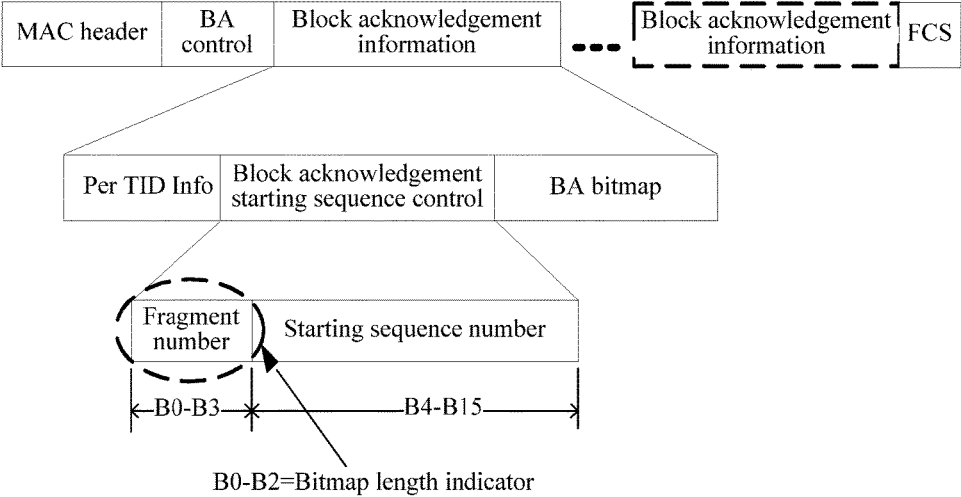 MAC header
BA
control
Block acknowledgement
information
Block acknowledgement
information
FCS
Per TID Info
Block acknowledgement
starting sequence control
BA bitmap
Fragment
number
Starting sequence number
B0-B3
B4-B15
B0-B2=Bitmap length indicator